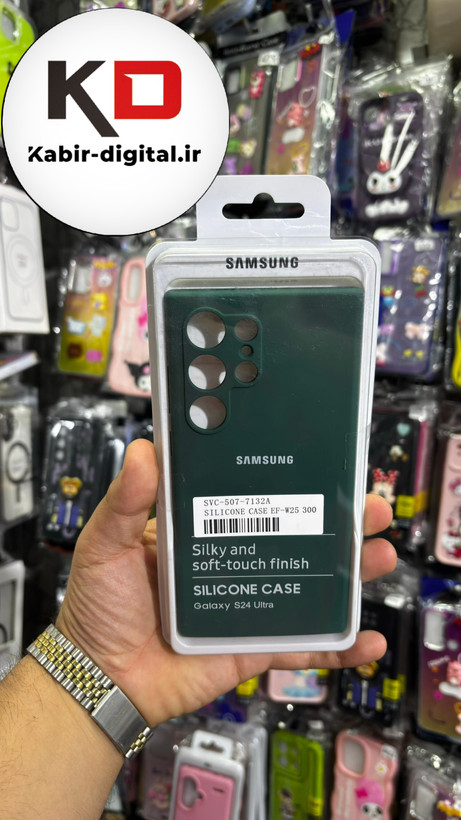 KD
Kabir-digital.ir
SAMSUNG
SAMSUNG
SVC-507-7132A
SILICONE CASE EF-W25 300
Silky and
soft-touch finish
SILICONE CASE
Galaxy S24 Ultra